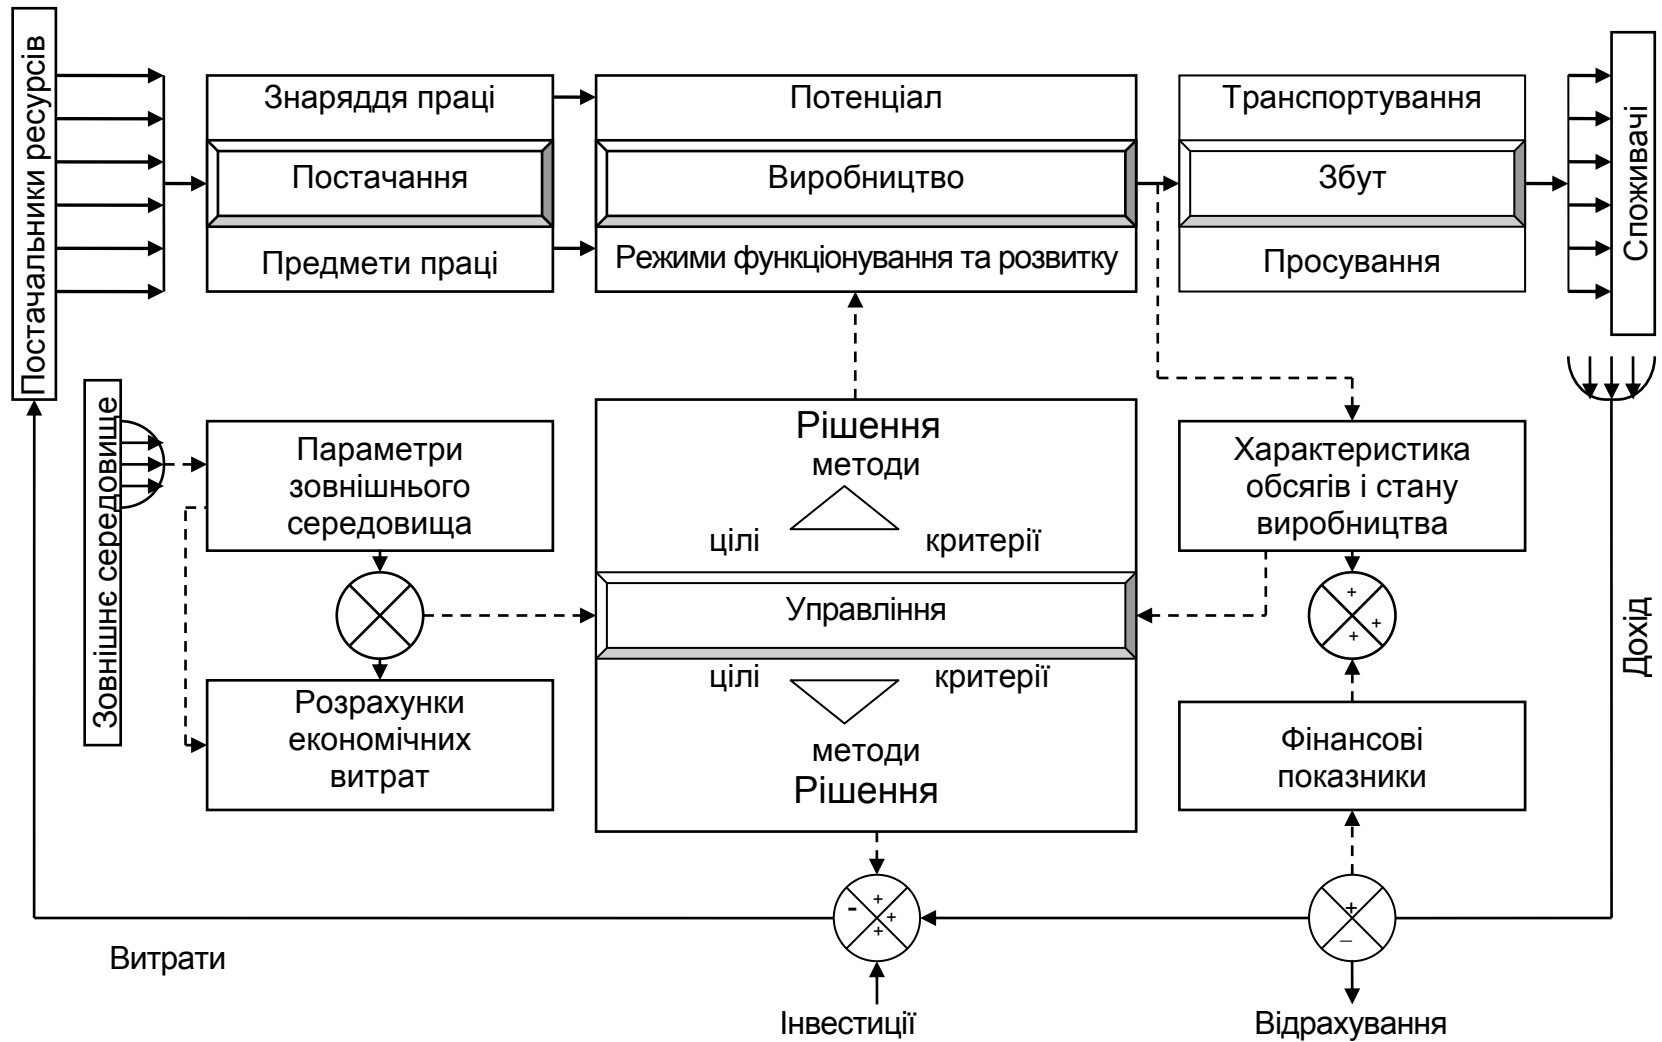 Постачальники ресурсів
Знаряддя праці
Постачання
Предмети праці
Потенціал
Виробництво
Режими функціонування та розвитку
Транспортування
Збут
Просування
Споживачі
Зовнішнє середовище
Параметри
зовнішнього
середовища
Розрахунки
економічних
витрат
Рішення
методи
цілі
критерії
Управління
цілі
критерії
методи
Рішення
Характеристика
обсягів і стану
виробництва
+
+
+
Фінансові
показники
Дохід
-
+
+
+
+
–
Витрати
Інвестиції
Відрахування